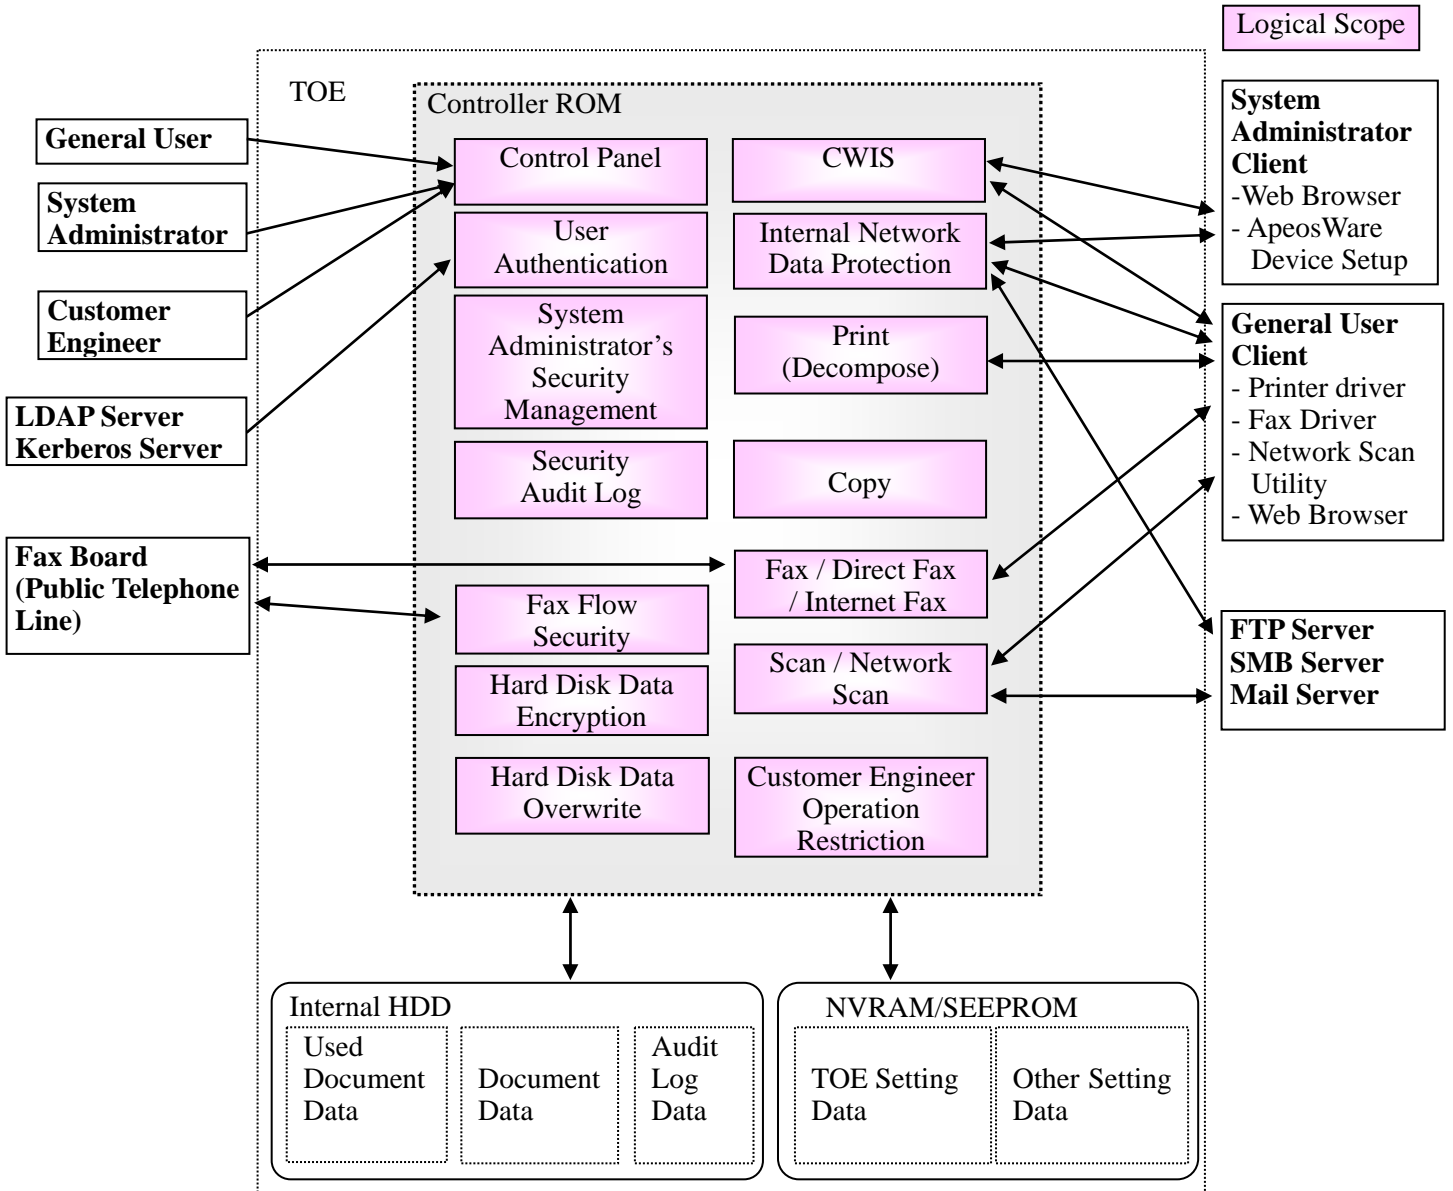 Logical Scope
TOE
Controller ROM
General User
System
Administrator
Customer
Engineer
LDAP Server
Kerberos Server
Fax Board
(Public Telephone
Line)
Control Panel
User
Authentication
System
Administrator’s
Security
Management
Security
Audit Log
Fax Flow
Security
Hard Disk Data
Encryption
Hard Disk Data
Overwrite
CWIS
Internal Network
Data Protection
Print
(Decompose)
Copy
Fax / Direct Fax
/ Internet Fax
Scan / Network
Scan
Customer Engineer
Operation
Restriction
System
Administrator
Client
-Web Browser
- ApeosWare
Device Setup
General User
Client
- Printer driver
- Fax Driver
- Network Scan
Utility
- Web Browser
FTP Server
SMB Server
Mail Server
Internal HDD
Used
Document
Data
Document
Data
Audit
Log
Data
NVRAM/SEEPROM
TOE Setting
Data
Other Setting
Data